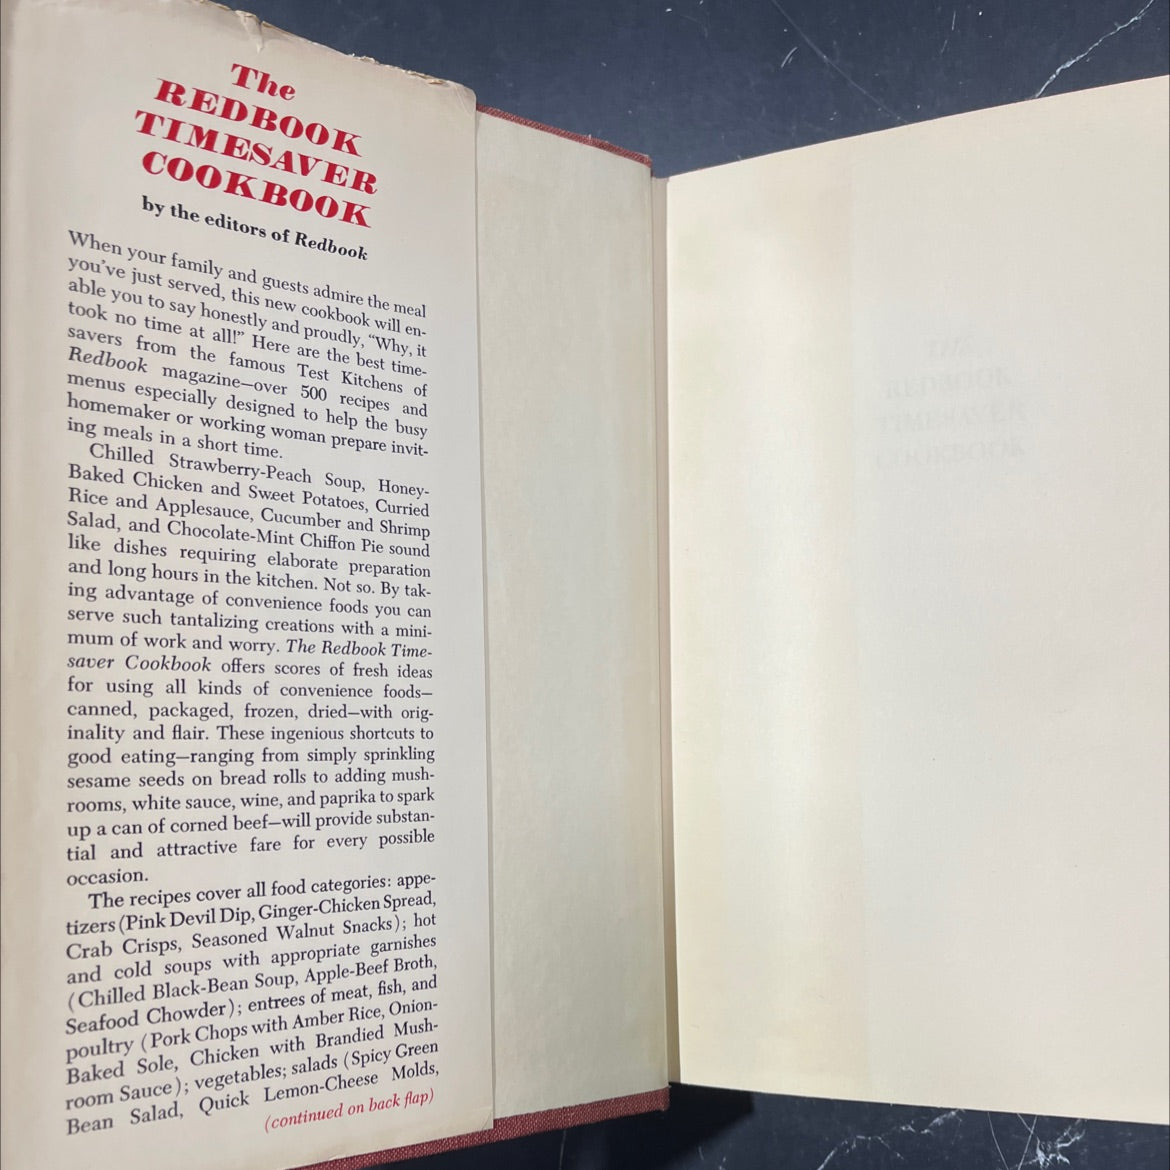 The
REDBOOK
TIMESAVER
COOKBOOK
by the editors of Redbook
When your family and guests admire the meal
you've just served, this new cookbook will en-
able you to say honestly and proudly, “Why, it
took no time at all!” Here are the best time-
savers from the famous Test Kitchens of
Redbook magazine—over 500 recipes and
menus especially designed to help the busy
homemaker or working woman prepare invit-
ing meals in a short time.
Chilled Strawberry-Peach Soup, Honey-
Baked Chicken and Sweet Potatoes, Curried
Rice and Applesauce, Cucumber and Shrimp
Salad, and Chocolate-Mint Chiffon Pie sound
like dishes requiring elaborate preparation
and long hours in the kitchen. Not so. By tak-
ing advantage of convenience foods you can
serve such tantalizing creations with a mini-
mum of work and worry. The Redbook Time-
saver Cookbook offers scores of fresh ideas
for using all kinds of convenience foods—
canned, packaged, frozen, dried—with orig-
inality and flair. These ingenious shortcuts to
good eating—ranging from simply sprinkling
sesame seeds on bread rolls to adding mush-
rooms, white sauce, wine, and paprika to spark
up a can of corned beef—will provide substan-
tial and attractive fare for every possible
occasion.
The recipes cover all food categories: appe-
tizers (Pink Devil Dip, Ginger-Chicken Spread,
Crab Crisps, Seasoned Walnut Snacks); hot
and cold soups with appropriate garnishes
(Chilled Black-Bean Soup, Apple-Beef Broth,
Seafood Chowder); entrees of meat, fish, and
poultry (Pork Chops with Amber Rice, Onion-
Baked Sole, Chicken with Brandied Mush-
room Sauce); vegetables; salads (Spicy Green
Bean Salad, Quick Lemon-Cheese Molds,
(continued on back flap)
THE
REDBOOK
TIMESAVER
COOKBOOK